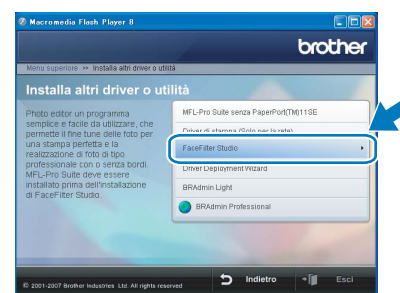 Macromedia Flash Player 8
brother
Menu superiore ▸▸ Installa altri driver o utilità
Installa altri driver o utilità
Photo editor un programma
semplice e facile da utilizzare, che
permette il fine tune delle foto per
una stampa perfetta e la
realizzazione di foto di tipo
professionale con o senza bordi.
MFL-Pro Suite deve essere
installato prima dell'installazione
di FaceFilter Studio.
MFL-Pro Suite senza PaperPort(TM)11SE
Driver di stampa (Solo per la rete)
FaceFilter Studio
Driver Deployment Wizard
BRAdmin Light
BRAdmin Professional
© 2001-2007 Brother Industries Ltd. All rights reserved
Indietro
Esci